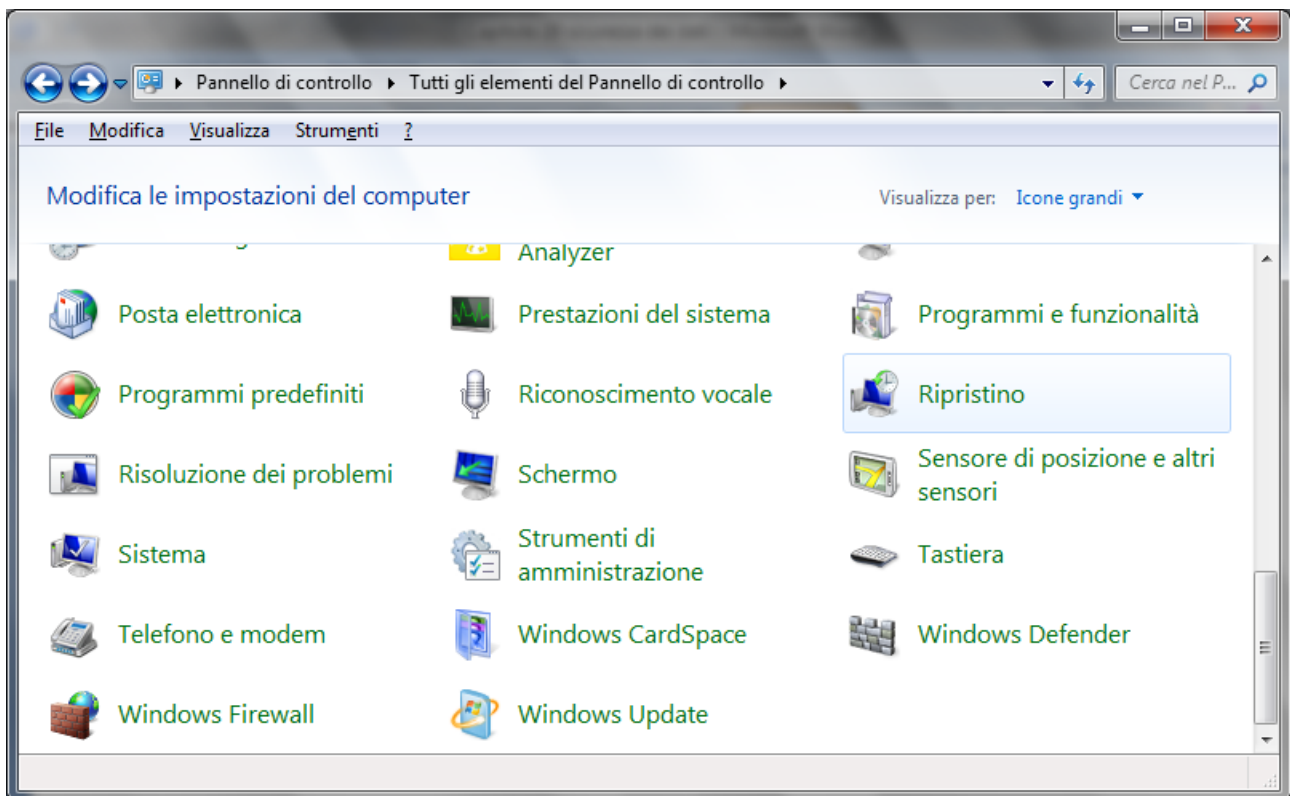 Pannello di controllo Tutti gli elementi del Pannello di controllo Cerca nel P...
File Modifica Visualizza Strumenti ?
Modifica le impostazioni del computer Visualizza per: Icone grandi
Analyzer
Posta elettronica Prestazioni del sistema Programmi e funzionalità
Programmi predefiniti Riconoscimento vocale Ripristino
Risoluzione dei problemi Schermo Sensore di posizione e altri
sensori
Sistema Strumenti di
amministrazione Tastiera
Telefono e modem Windows CardSpace Windows Defender
Windows Firewall Windows Update